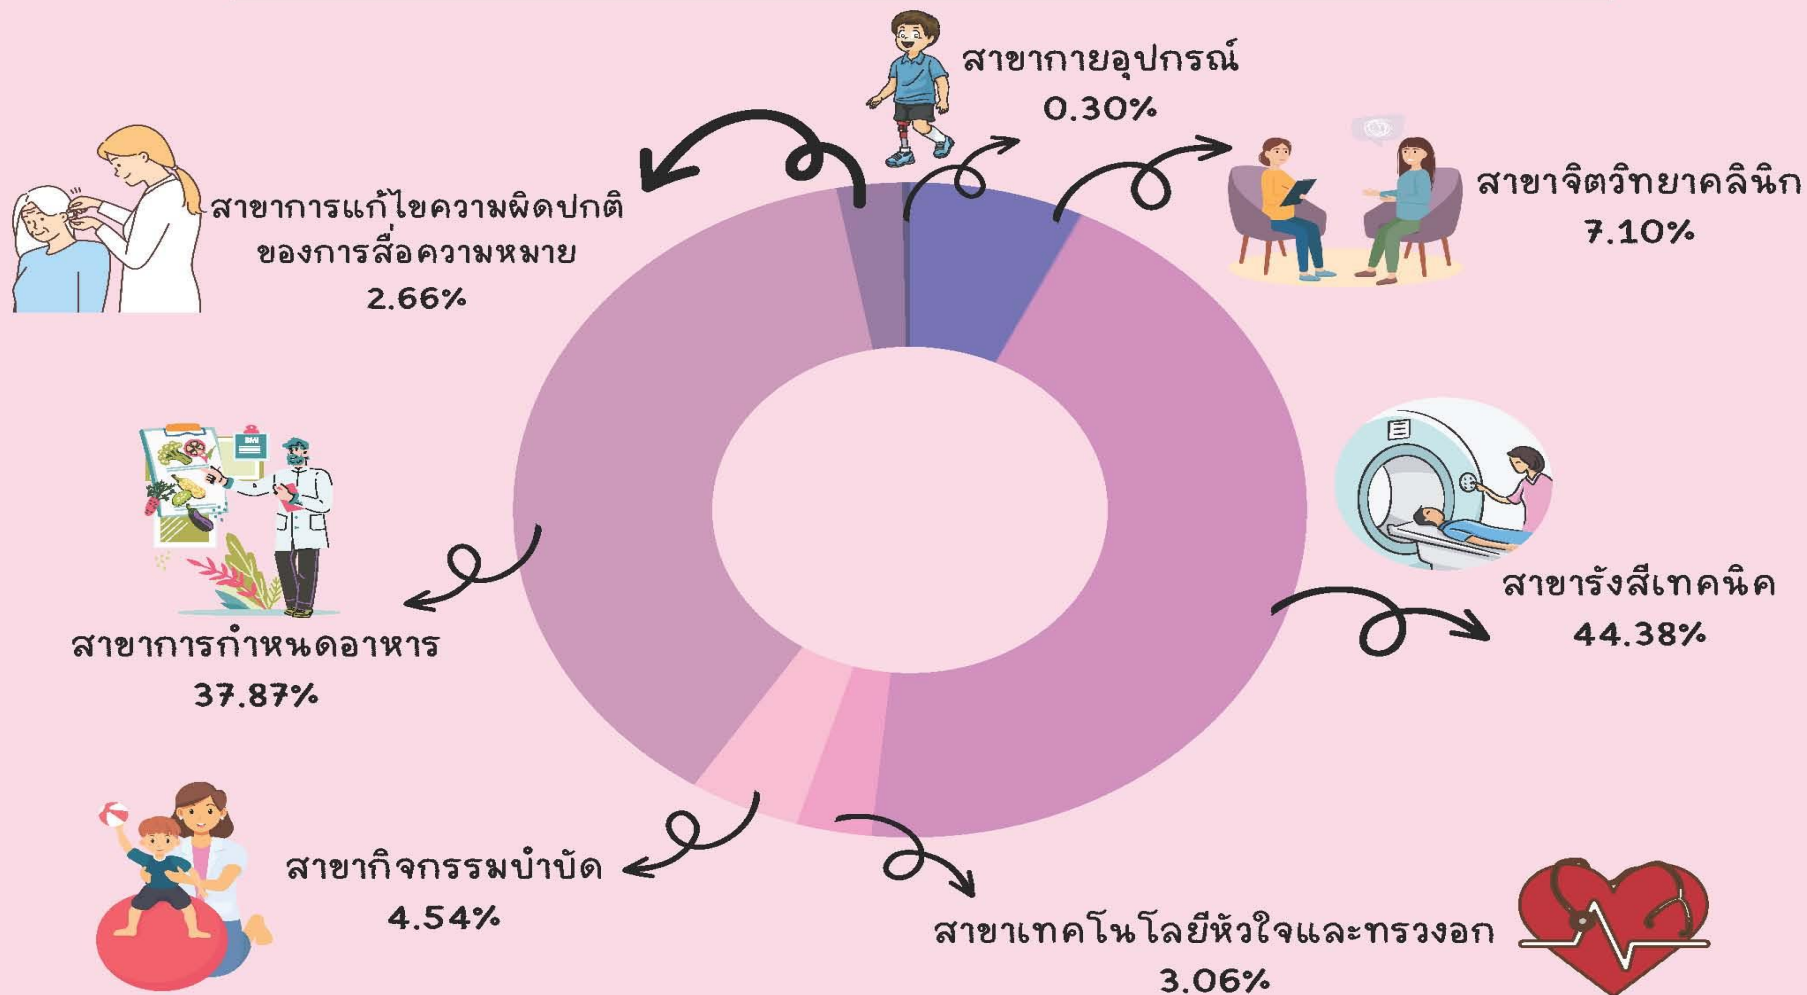 สาขากายอุปกรณ์
0.30%
สาขาจิตวิทยาคลินิก
7.10%
สาขาการแก้ไขความผิดปกติ
ของการสื่อความหมาย
2.66%
BMI
สาขารังสีเทคนิค
44.38%
สาขาการกำหนดอาหาร
37.87%
สาขากิจกรรมบำบัด
4.54%
สาขาเทคโนโลยีหัวใจและทรวงอก
3.06%